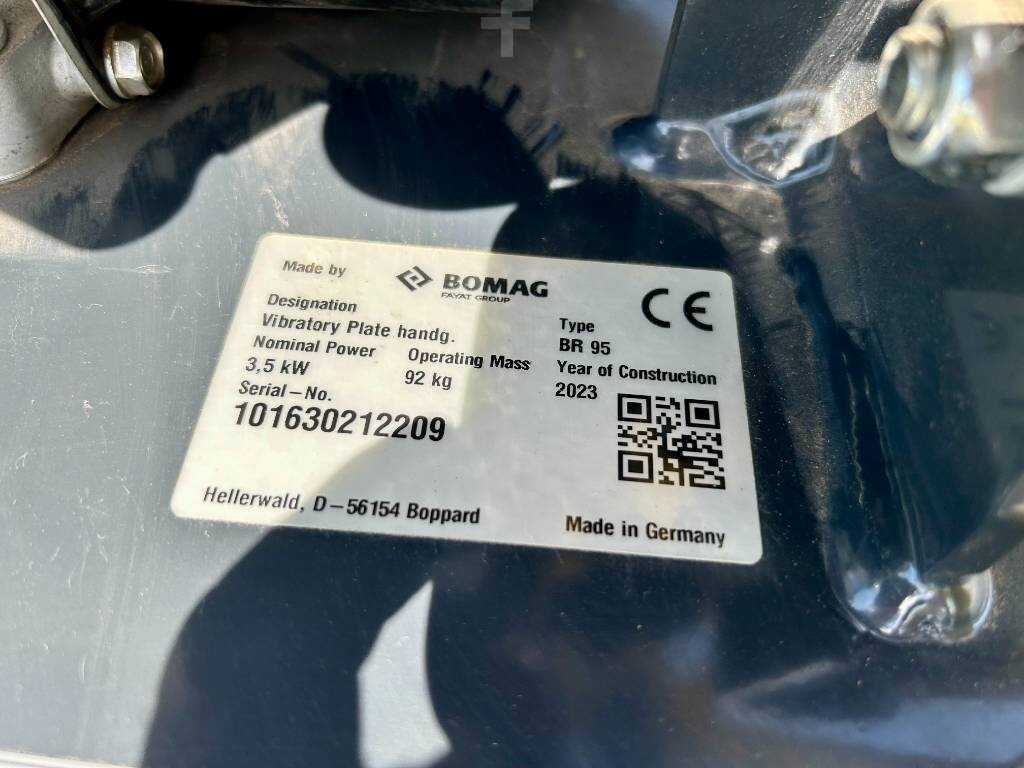 Made by BOMAG
FAYAT GROUP
CE
Designation
Vibratory Plate handg.
Type
BR 95
Nominal Power Operating Mass Year of Construction
3,5 kW 92 kg 2023
Serial-No.
101630212209
Hellerwald, D-56154 Boppard
Made in Germany